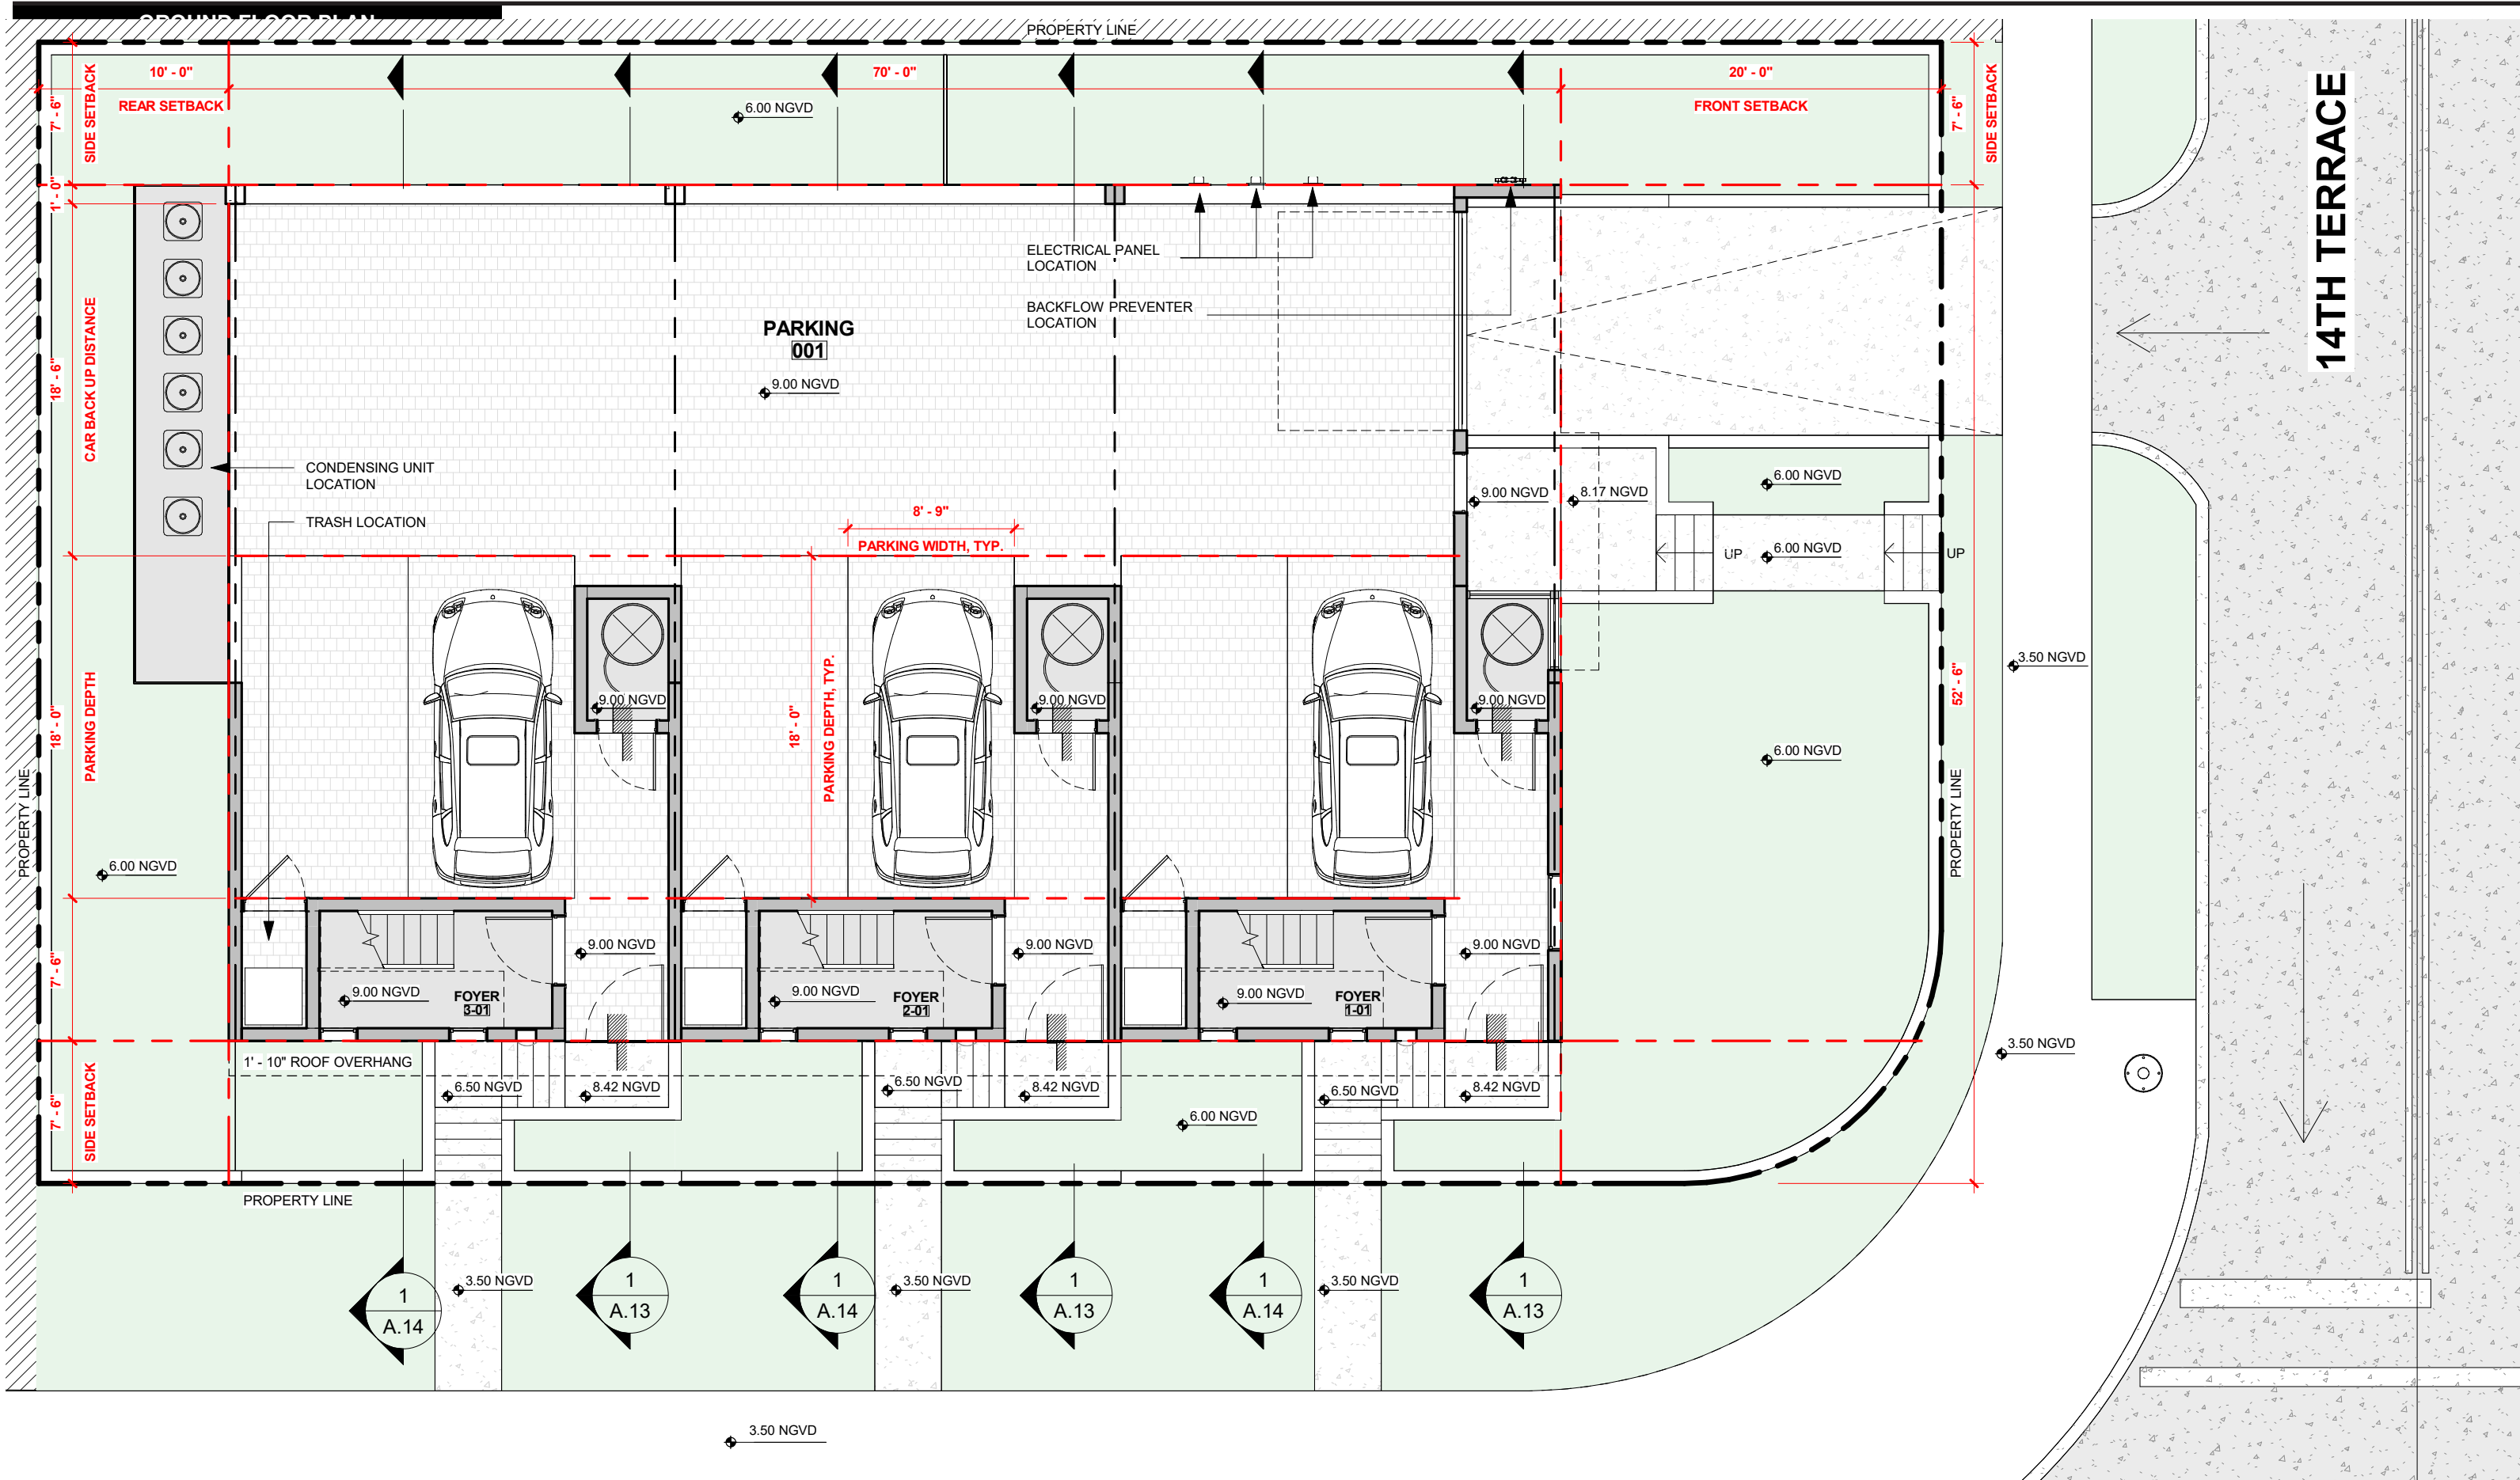 GROUND FLOOR PLAN
PROPERTY LINE
10' - 0"
70' - 0"
20' - 0"
REAR SETBACK
FRONT SETBACK
7' - 6"
SIDE SETBACK
6.00 NGVD
7' - 6"
SIDE SETBACK
14TH TERRACE
1' - 0"
ELECTRICAL PANEL
LOCATION
BACKFLOW PREVENTER
LOCATION
PARKING
001
9.00 NGVD
18' - 6"
CAR BACK UP DISTANCE
CONDENSING UNIT
LOCATION
TRASH LOCATION
8' - 9"
PARKING WIDTH, TYP.
9.00 NGVD
8.17 NGVD
6.00 NGVD
UP
6.00 NGVD
UP
3.50 NGVD
18' - 0"
PARKING DEPTH
18' - 0"
PARKING DEPTH, TYP.
9.00 NGVD
9.00 NGVD
9.00 NGVD
52' - 6"
6.00 NGVD
PROPERTY LINE
PROPERTY LINE
6.00 NGVD
7' - 6"
9.00 NGVD
9.00 NGVD
9.00 NGVD
9.00 NGVD
FOYER
3-01
9.00 NGVD
FOYER
2-01
9.00 NGVD
FOYER
1-01
3.50 NGVD
1' - 10" ROOF OVERHANG
7' - 6"
SIDE SETBACK
6.50 NGVD
8.42 NGVD
6.50 NGVD
8.42 NGVD
6.50 NGVD
8.42 NGVD
6.00 NGVD
PROPERTY LINE
1
A.14
3.50 NGVD
1
A.13
1
A.14
3.50 NGVD
1
A.13
1
A.14
3.50 NGVD
1
A.13
3.50 NGVD